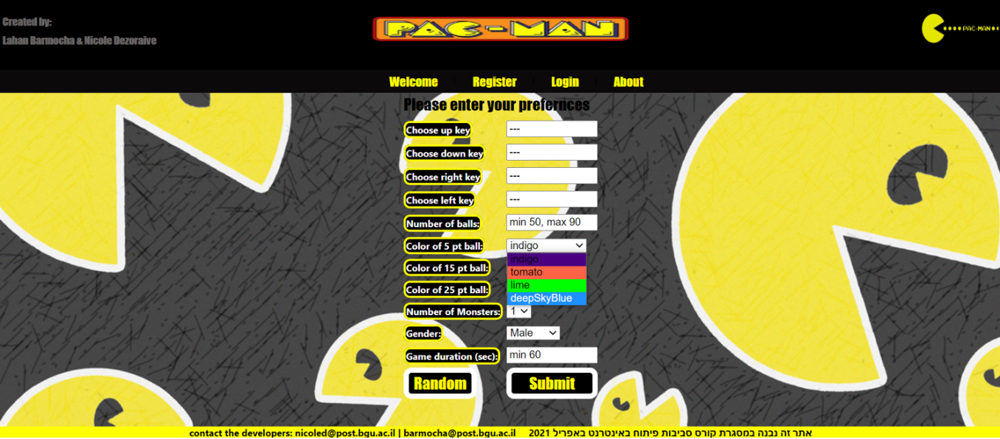 Created by:
Lahan Barmocha & Nicole Dezoraive
PAC-MAN
PAC-MAN
Welcome | Register | Login | About
Please enter your prefernces
Choose up key ---
Choose down key ---
Choose right key ---
Choose left key ---
Number of balls: min 50, max 90
Color of 5 pt ball: indigo
indigo
Color of 15 pt ball: tomato
lime
Color of 25 pt ball: deepSkyBlue
Number of Monsters: 1
Gender: Male
Game duration (sec): min 60
Random Submit
contact the developers: nicoled@post.bgu.ac.il | barmocha@post.bgu.ac.il אתר זה נבנה במסגרת קורס סביבות פיתוח באינטרנט באפריל 2021